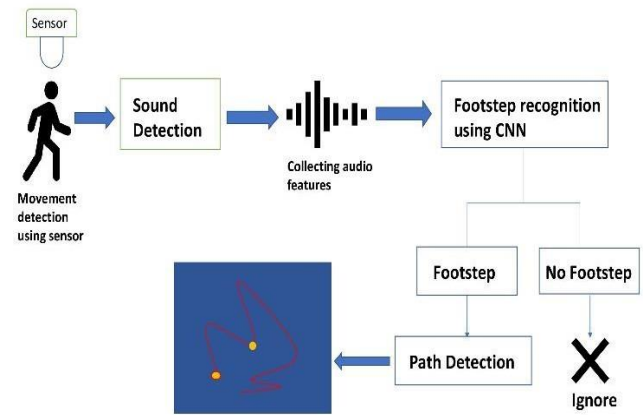 Sensor
Movement
detection
using sensor
Sound
Detection
Collecting audio
features
Footstep recognition
using CNN
Footstep
No Footstep
Path Detection
Ignore